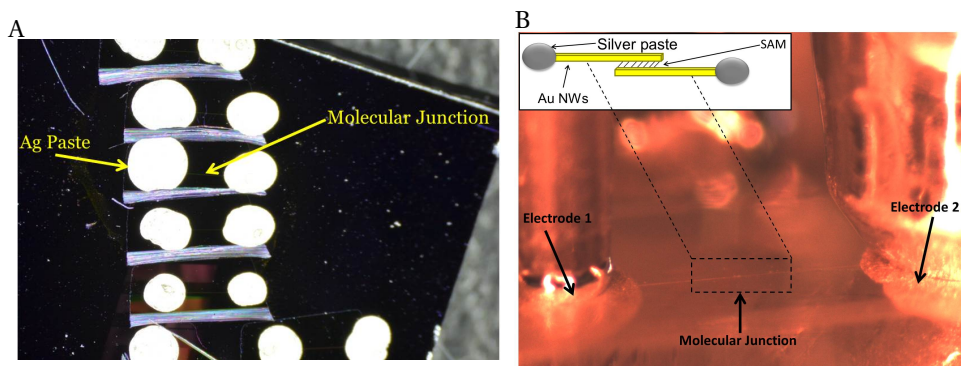 A
Ag Paste
Molecular Junction
B
Silver paste
SAM
Au NWs
Electrode 1
Electrode 2
Molecular Junction